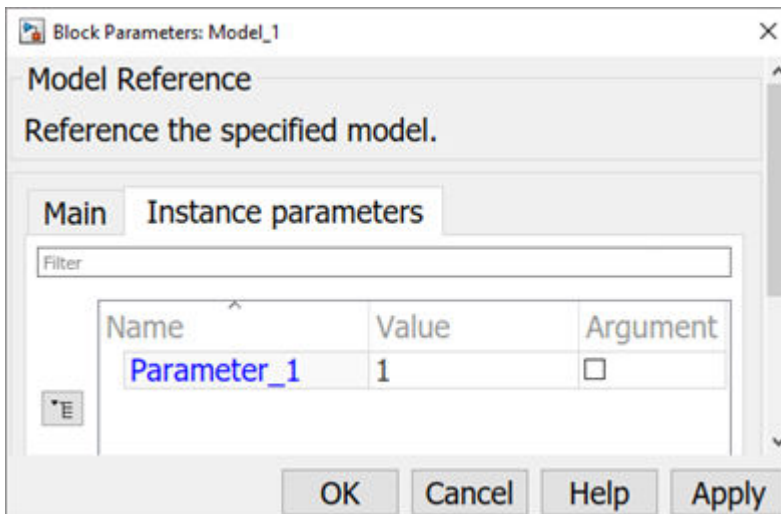 Block Parameters: Model_1
Model Reference
Reference the specified model.
Main Instance parameters
Filter
Name Value Argument
Parameter_1 1
OK Cancel Help Apply